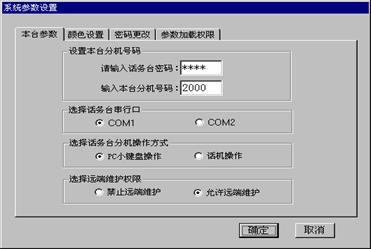 系统参数设置
本台参数 颜色设置 密码更改 参数加载权限
设置本台分机号码
请输入话务台密码：****
输入本台分机号码：2000
选择话务台串行口
COM1 COM2
选择话务台分机操作方式
PC小键盘操作 话机操作
选择远端维护权限
禁止远端维护 允许远端维护
确定 取消